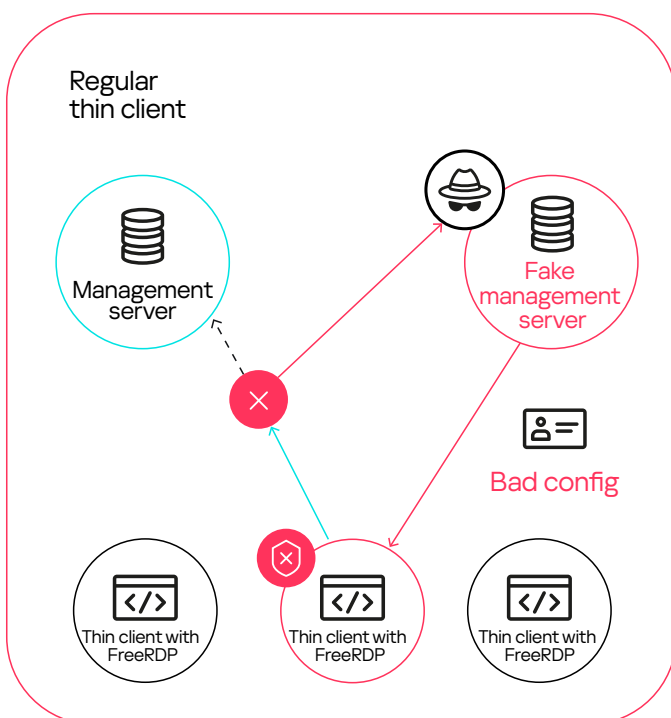 Regular
thin client
Management
server
Fake
management
server
Bad config
</>
Thin client with
FreeRDP
</>
Thin client with
FreeRDP
</>
Thin client with
FreeRDP